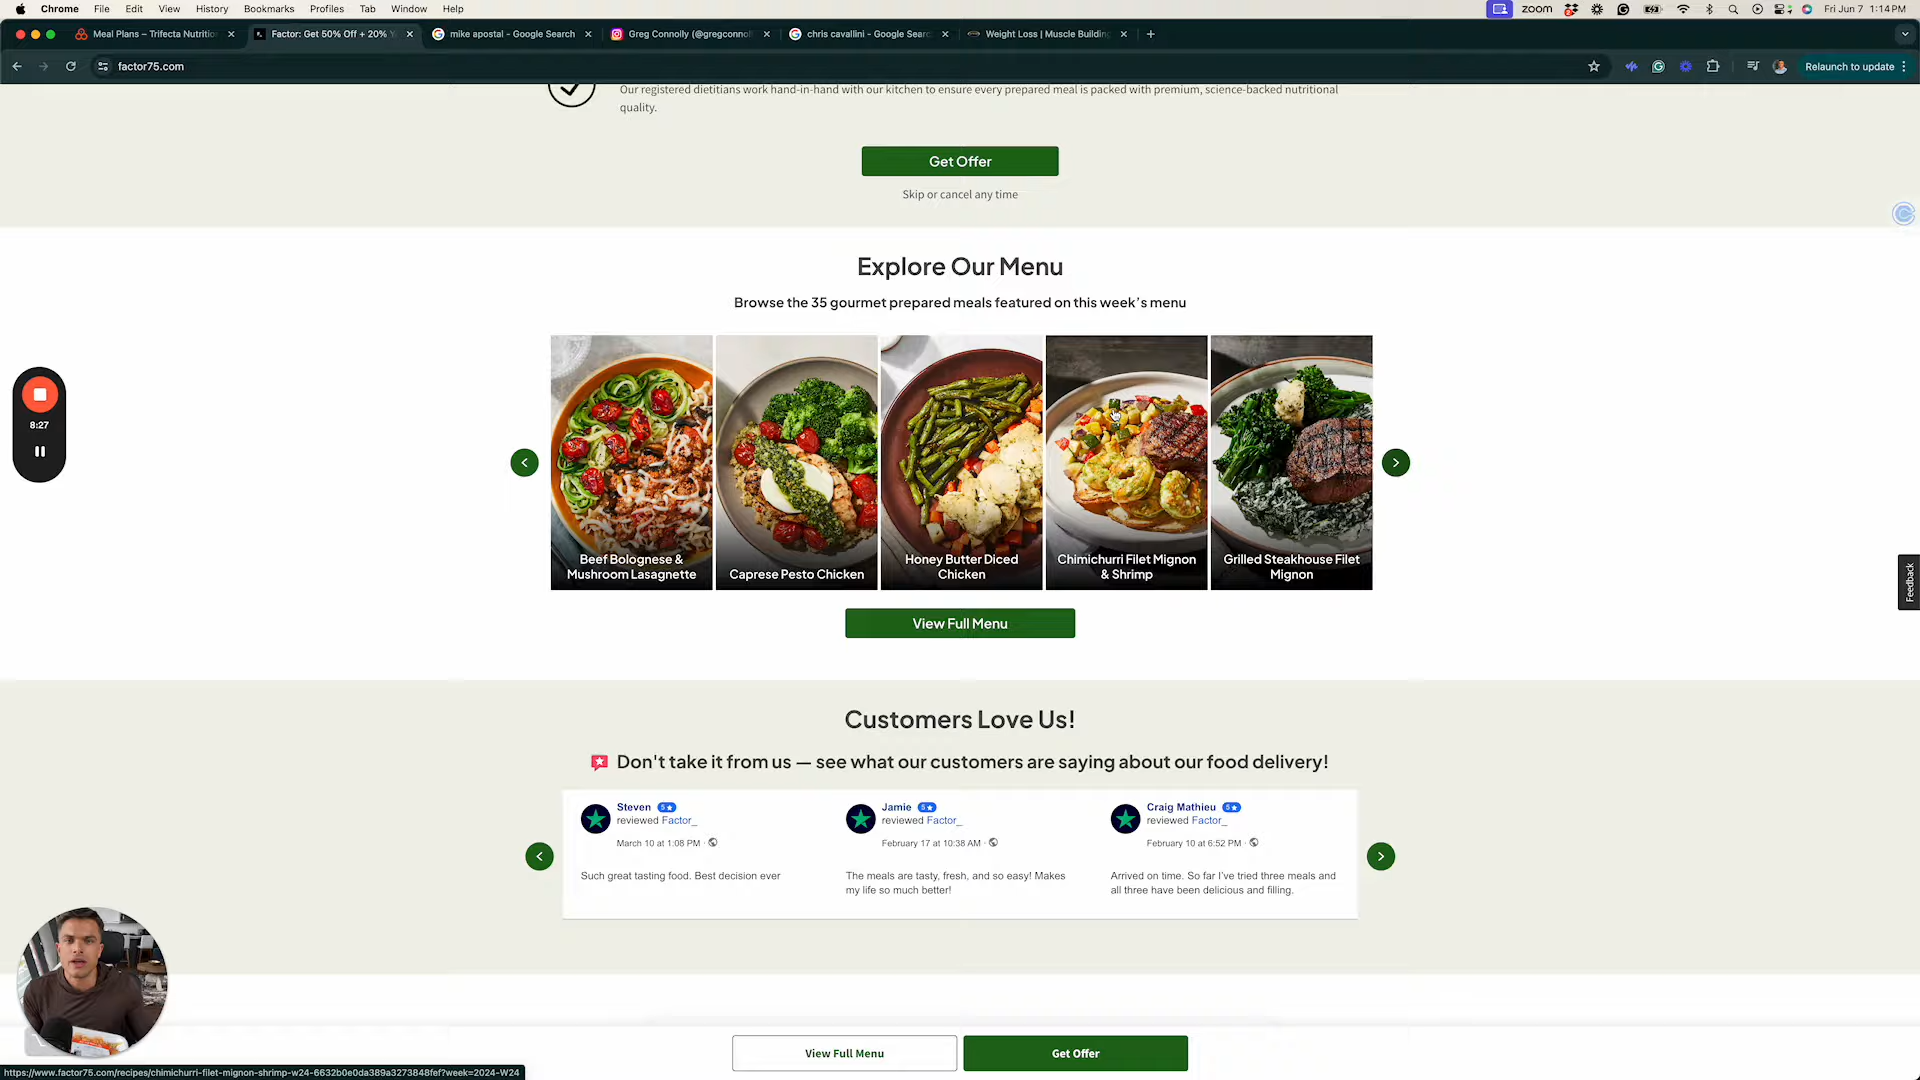 Chrome File Edit View History Bookmarks Profiles Tab Window Help zoom Fri Jun 7 1:14 PM
Meal Plans – Trifecta Nutritio Factor: Get 50% Off + 20% Y mike apostal - Google Search Greg Connolly (@gregconnol chris cavallini - Google Searc Weight Loss | Muscle Building
factor75.com Relaunch to update
Our registered dietitians work hand-in-hand with our kitchen to ensure every prepared meal is packed with premium, science-backed nutritional
quality.
Get Offer
Skip or cancel any time
Explore Our Menu
Browse the 35 gourmet prepared meals featured on this week’s menu
8:27
Beef Bolognese &
Mushroom Lasagnette
Caprese Pesto Chicken
Honey Butter Diced
Chicken
Chimichurri Filet Mignon
& Shrimp
Grilled Steakhouse Filet
Mignon
Feedback
View Full Menu
Customers Love Us!
Don't take it from us — see what our customers are saying about our food delivery!
Steven 5★
reviewed Factor_
March 10 at 1:08 PM ·
Such great tasting food. Best decision ever
Jamie 5★
reviewed Factor_
February 17 at 10:38 AM ·
The meals are tasty, fresh, and so easy! Makes
my life so much better!
Craig Mathieu 5★
reviewed Factor_
February 10 at 6:52 PM ·
Arrived on time. So far I've tried three meals and
all three have been delicious and filling.
View Full Menu
Get Offer
https://www.factor75.com/recipes/chimichurri-filet-mignon-shrimp-w24-6632b0e0da389a3273848fef?week=2024-W24